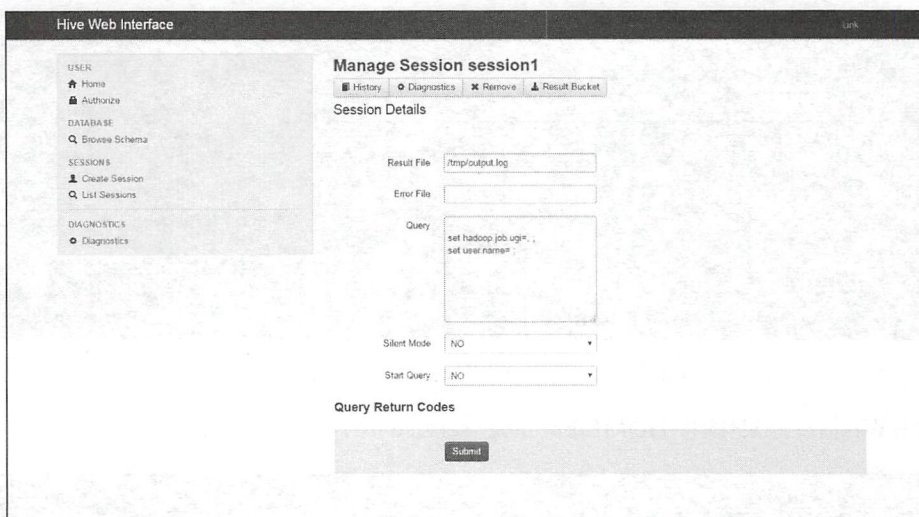 Hive Web Interface
Link
USER
Home
Authorize
DATABASE
Browse Schema
SESSIONS
Create Session
List Sessions
DIAGNOSTICS
Diagnostics
Manage Session session1
History Diagnostics Remove Result Bucket
Session Details
Result File /tmp/output.log
Error File
Query
set hadoop.job.ugi=, ;
set user.name= ;
Silent Mode NO
Start Query NO
Query Return Codes
Submit